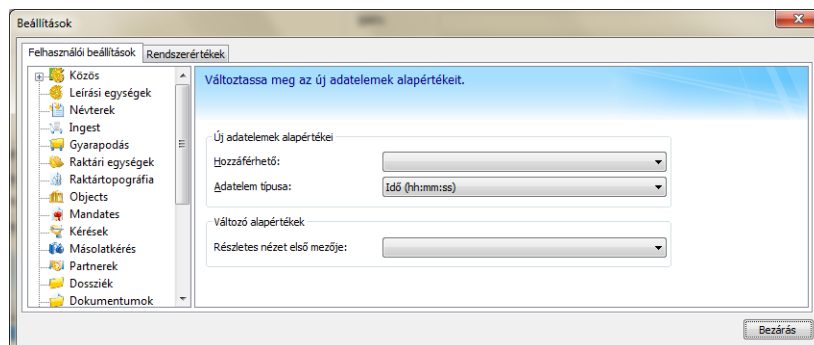 Beállítások
Felhasználói beállítások
Rendszerértékek
Közös
Leírási egységek
Névterek
Ingest
Gyarapodás
Raktári egységek
Raktártopográfia
Objects
Mandates
Kérések
Másolatkérés
Partnerek
Dossziék
Dokumentumok
Változtassa meg az új adatelemek alapértékeit.
Új adatelemek alapértékei
Hozzáférhető:
Adatelem típusa:
Idő (hh:mm:ss)
Változó alapértékek
Részletes nézet első mezője:
Bezárás